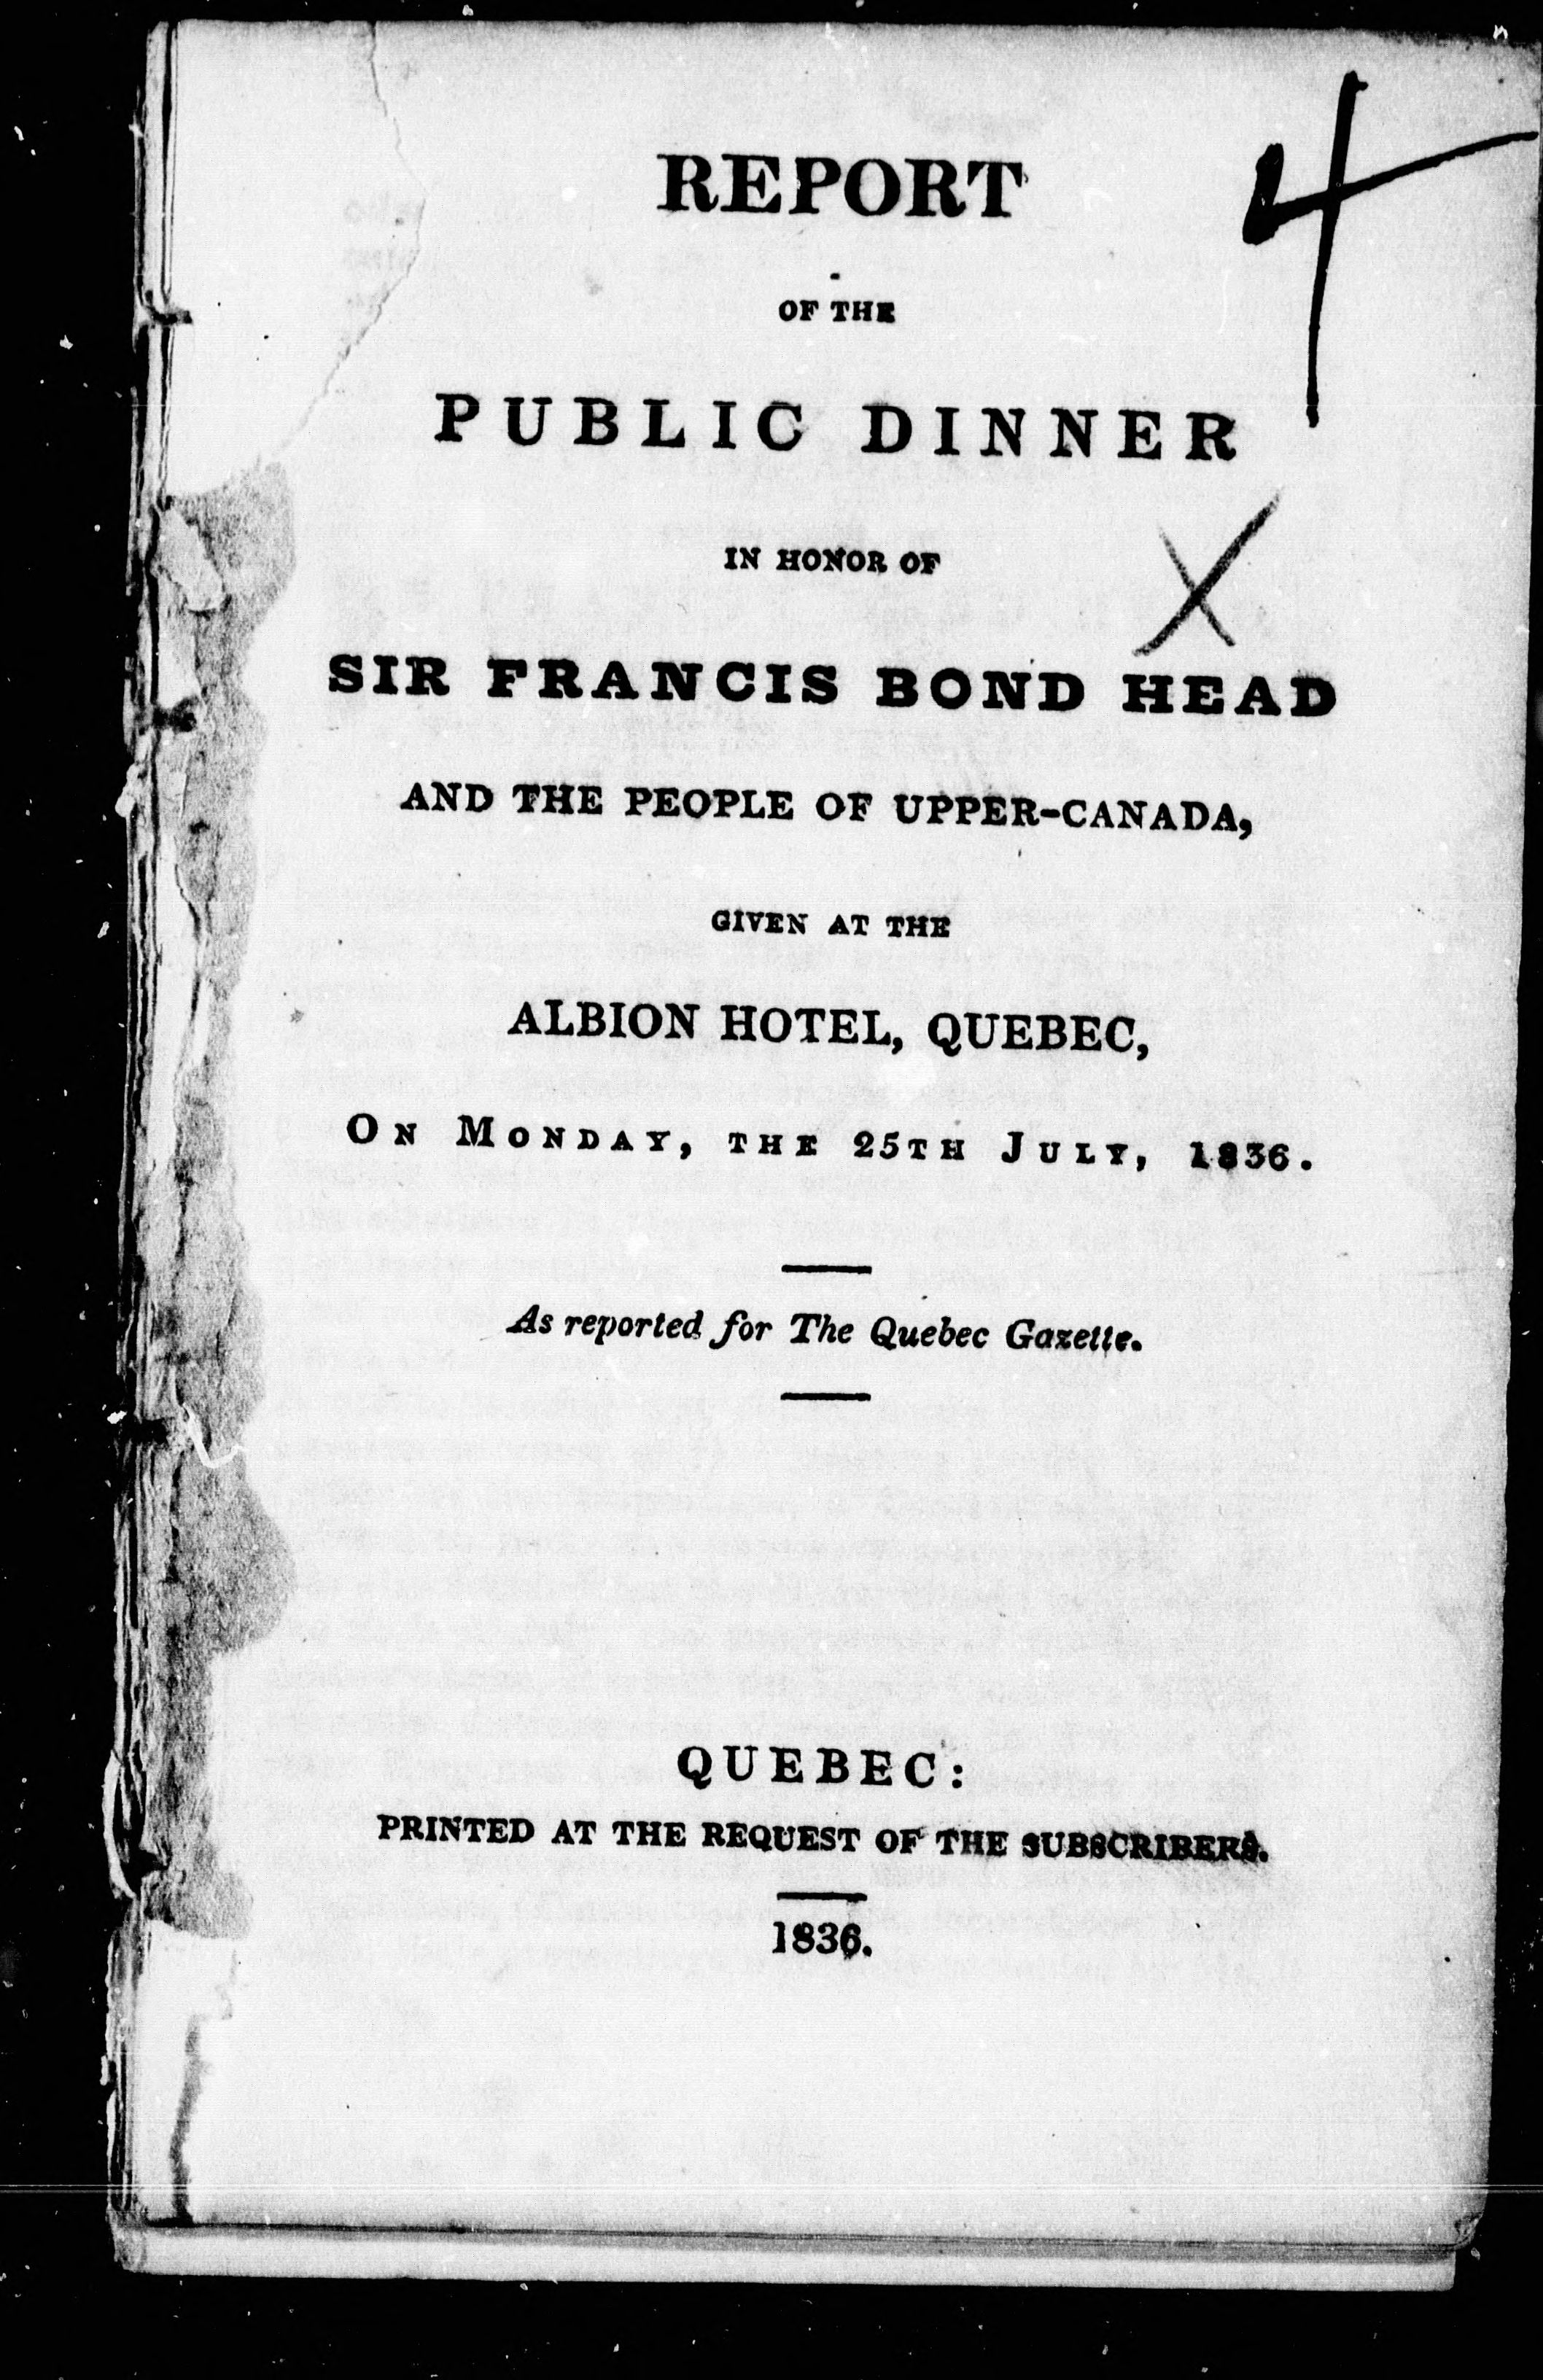 REPORT
4
OF THE
PUBLIC DINNER
IN HONOR OF
X
SIR FRANCIS BOND HEAD
AND THE PEOPLE OF UPPER-CANADA,
GIVEN AT THE
ALBION HOTEL, QUEBEC,
ON MONDAY, THE 25TH JULY, 1836.
As reported for The Quebec Gazette.
QUEBEC:
PRINTED AT THE REQUEST OF THE SUBSCRIBERS.
1836.